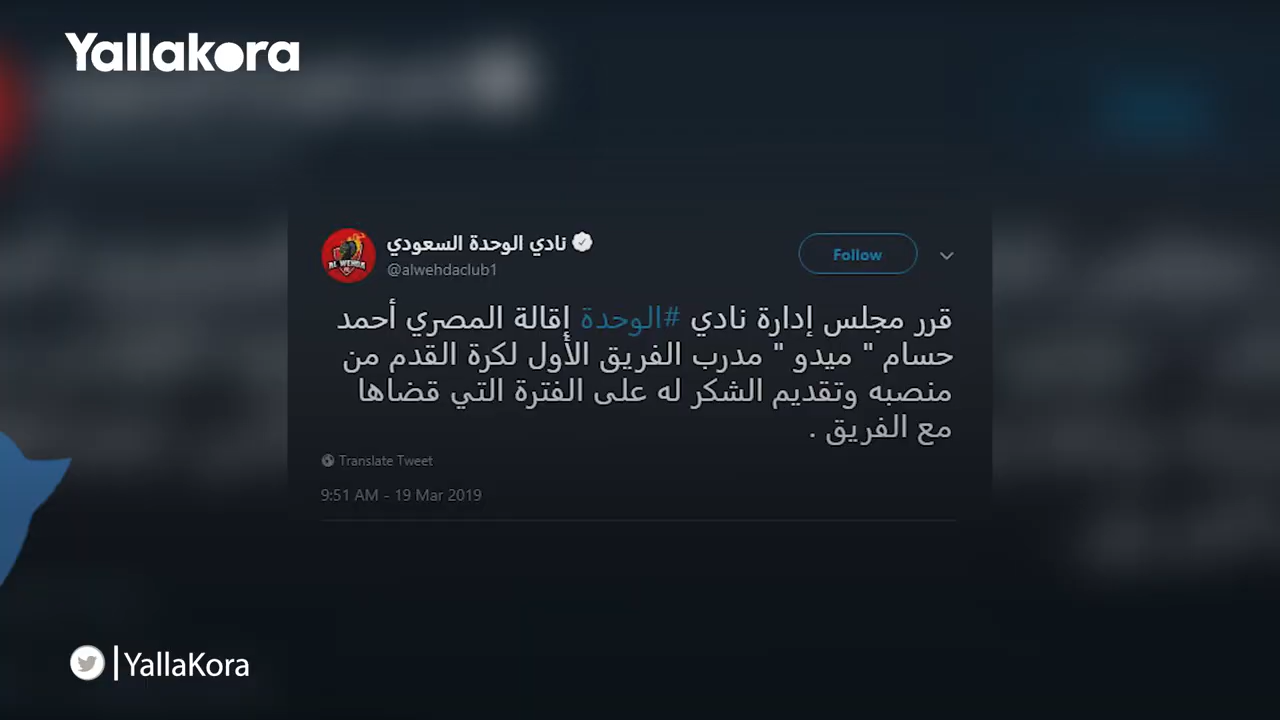 Yallakora
نادي الوحدة السعودي
@alwehdaclub1
Follow
AL WEHDA
قرر مجلس إدارة نادي #الوحدة إقالة المصري أحمد
حسام " ميدو " مدرب الفريق الأول لكرة القدم من
منصبه وتقديم الشكر له على الفترة التي قضاها
مع الفريق .
Translate Tweet
9:51 AM - 19 Mar 2019
YallaKora